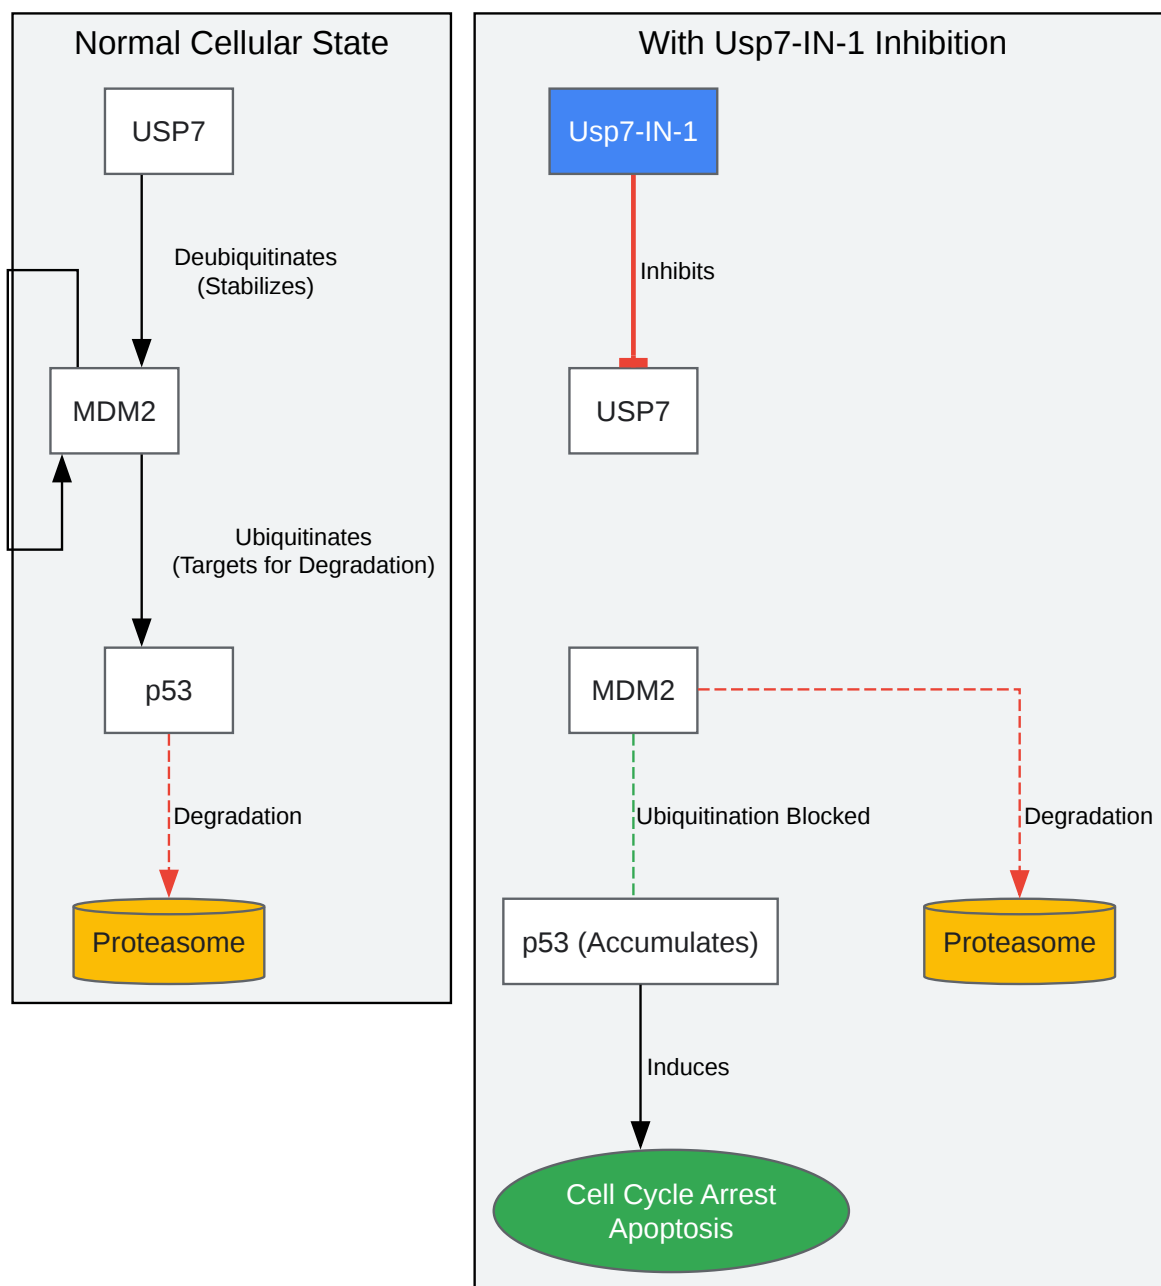 Normal Cellular State
USP7
Deubiquitinates
(Stabilizes)
MDM2
Ubiquitinates
(Targets for Degradation)
p53
Degradation
Proteasome
With Usp7-IN-1 Inhibition
Usp7-IN-1
Inhibits
USP7
MDM2
Ubiquitination Blocked
Degradation
p53 (Accumulates)
Proteasome
Induces
Cell Cycle Arrest
Apoptosis